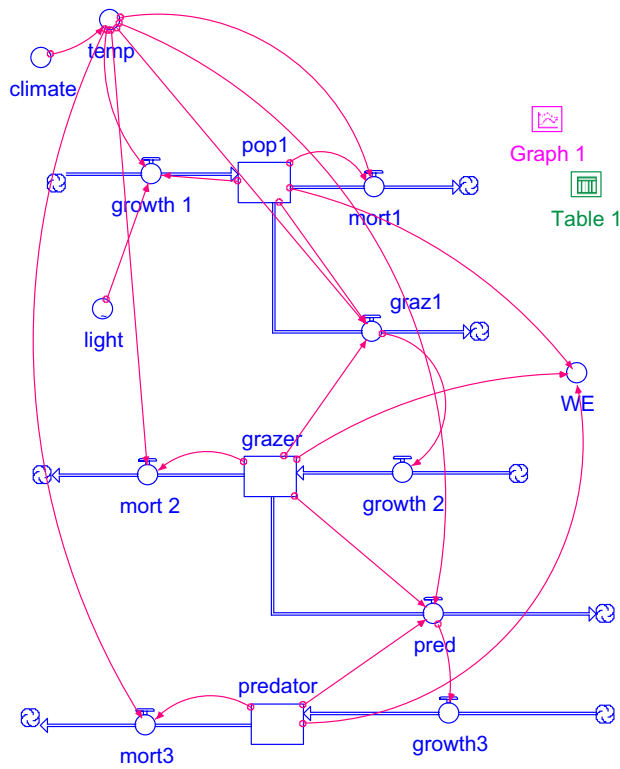 temp
climate
pop1
Graph 1
growth 1
mort1
Table 1
graz1
light
WE
grazer
mort 2
growth 2
pred
predator
mort3
growth3